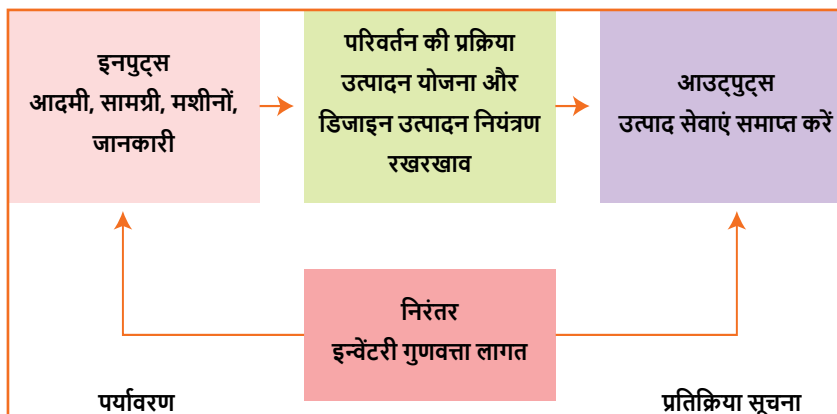 इनपुट्स
आदमी, सामग्री, मशीनों,
जानकारी
परिवर्तन की प्रक्रिया
उत्पादन योजना और
डिजाइन उत्पादन नियंत्रण
रखरखाव
आउट्पुट्स
उत्पाद सेवाएं समाप्त करें
निरंतर
इन्वेंटरी गुणवत्ता लागत
पर्यावरण
प्रतिक्रिया सूचना